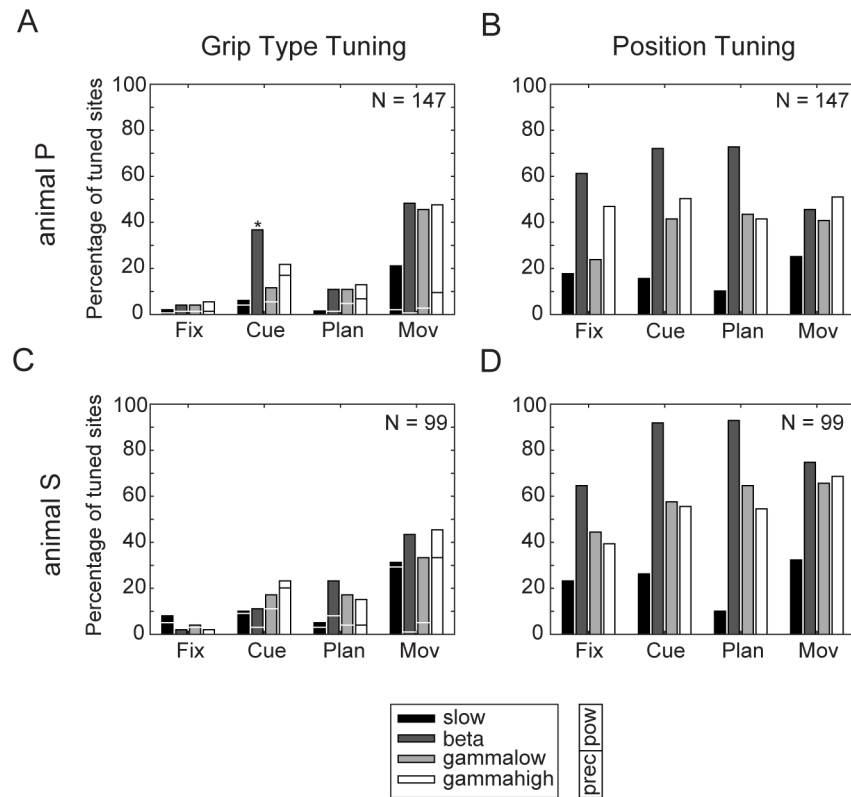 A
Grip Type Tuning
B
Position Tuning
animal P
Percentage of tuned sites
100
80
60
40
20
0
N = 147
*
Fix Cue Plan Mov
100
80
60
40
20
0
N = 147
Fix Cue Plan Mov
C
D
animal S
Percentage of tuned sites
100
80
60
40
20
0
N = 99
Fix Cue Plan Mov
100
80
60
40
20
0
N = 99
Fix Cue Plan Mov
slow
beta
gammalow
gammahigh
prec pow